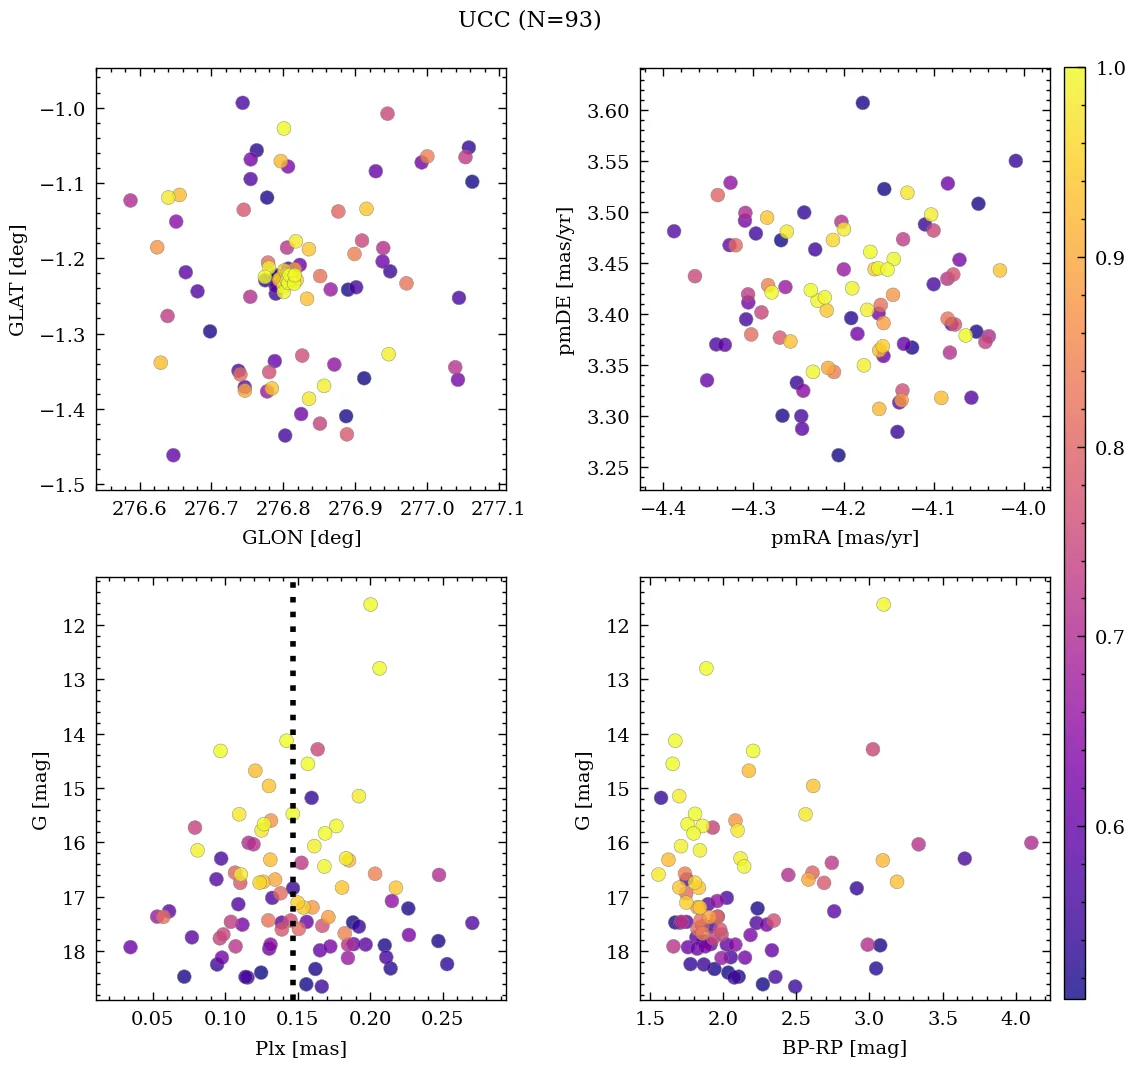 UCC (N=93)
−1.0
−1.1
−1.2
−1.3
−1.4
−1.5
GLAT [deg]
276.6 276.7 276.8 276.9 277.0 277.1
GLON [deg]
3.60
3.55
3.50
3.45
3.40
3.35
3.30
3.25
pmDE [mas/yr]
−4.4 −4.3 −4.2 −4.1 −4.0
pmRA [mas/yr]
12
13
14
15
16
17
18
G [mag]
0.05 0.10 0.15 0.20 0.25
Plx [mas]
12
13
14
15
16
17
18
G [mag]
1.5 2.0 2.5 3.0 3.5 4.0
BP-RP [mag]
1.0
0.9
0.8
0.7
0.6